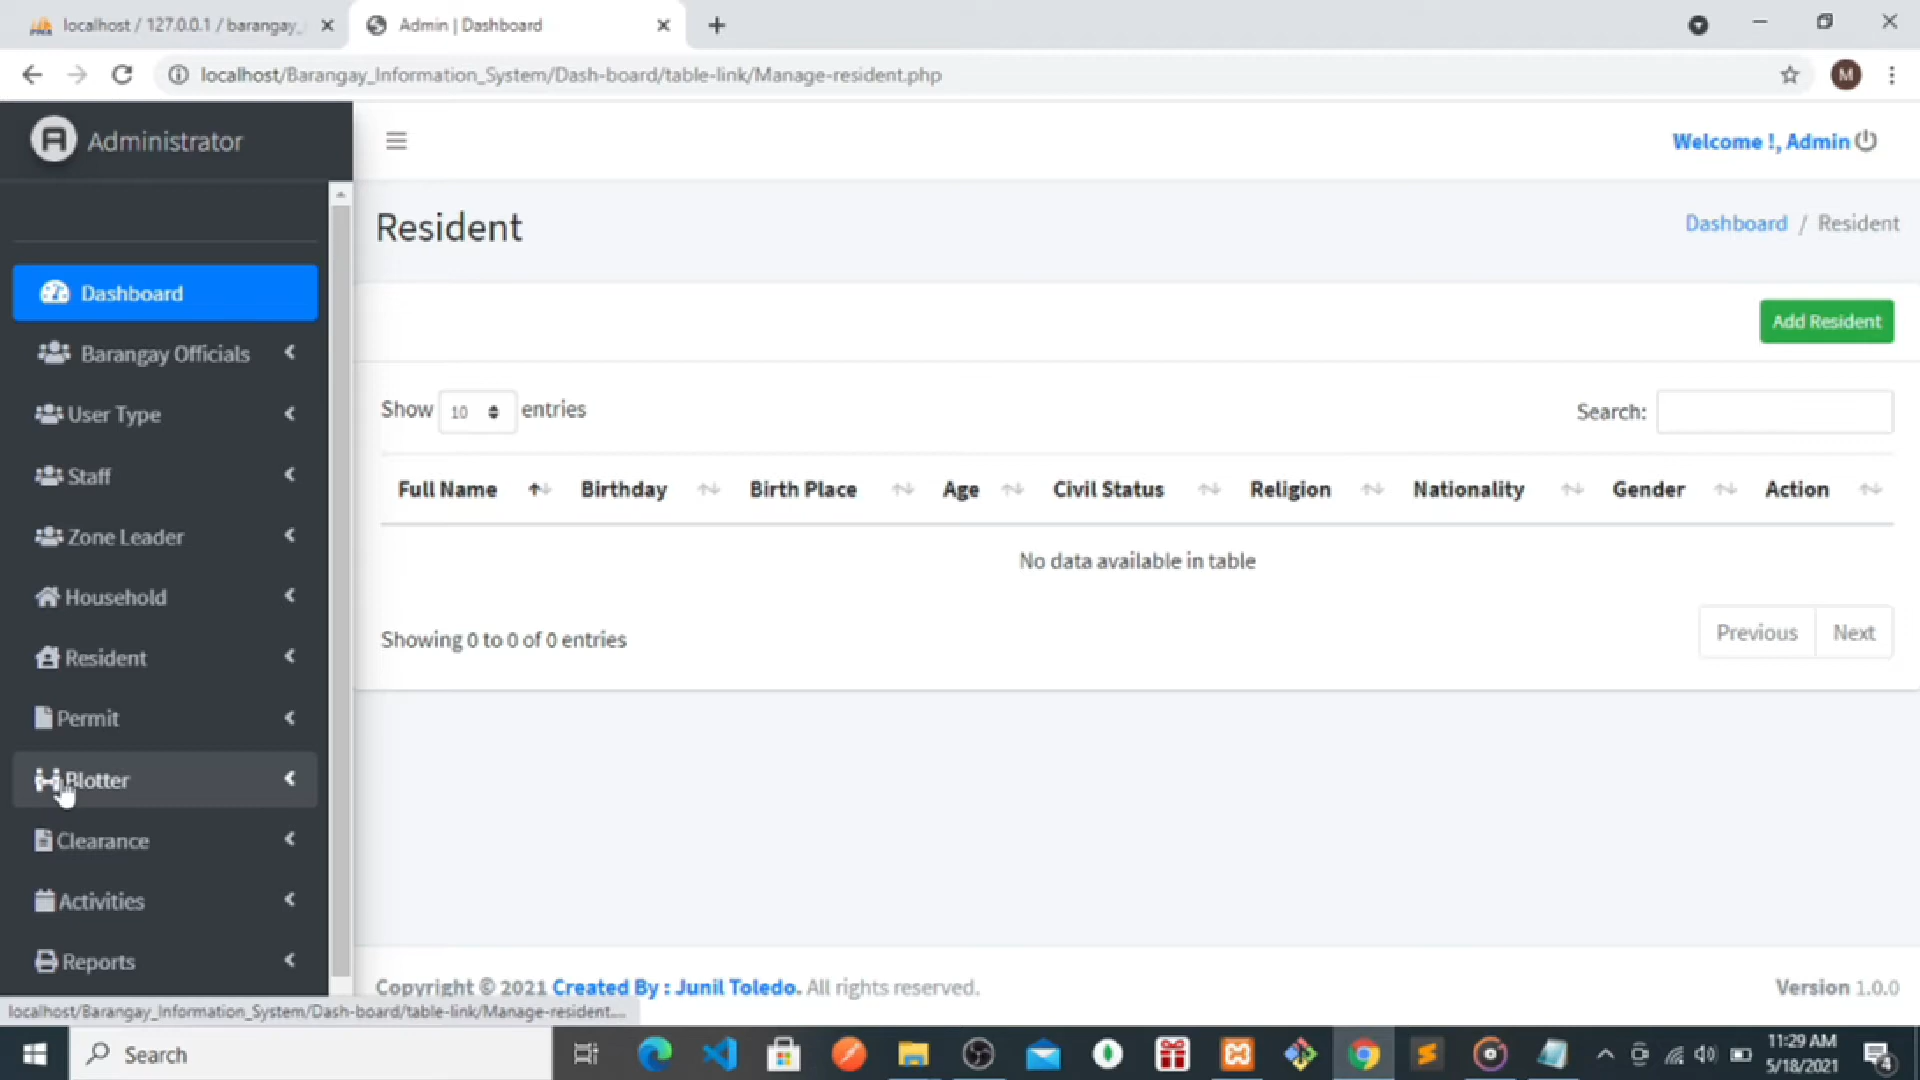 localhost / 127.0.0.1 / barangay_
Admin | Dashboard
localhost/Barangay_Information_System/Dash-board/table-link/Manage-resident.php
M
Administrator
Welcome !, Admin
Resident
Dashboard / Resident
Dashboard
Add Resident
Barangay Officials
Show 10 entries
Search:
User Type
Full Name Birthday Birth Place Age Civil Status Religion Nationality Gender Action
Staff
Zone Leader
No data available in table
Household
Showing 0 to 0 of 0 entries
Previous Next
Resident
Permit
Blotter
Clearance
Activities
Reports
Copyright © 2021 Created By : Junil Toledo. All rights reserved.
Version 1.0.0
localhost/Barangay_Information_System/Dash-board/table-link/Manage-resident....
Search
11:29 AM
5/18/2021
4